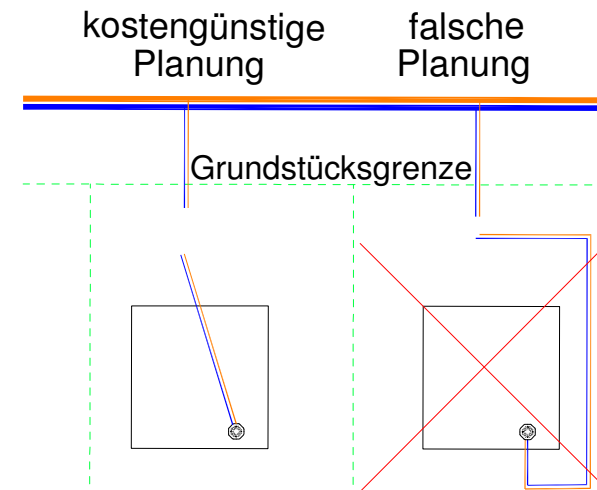 kostengünstige
Planung
falsche
Planung
Grundstücksgrenze